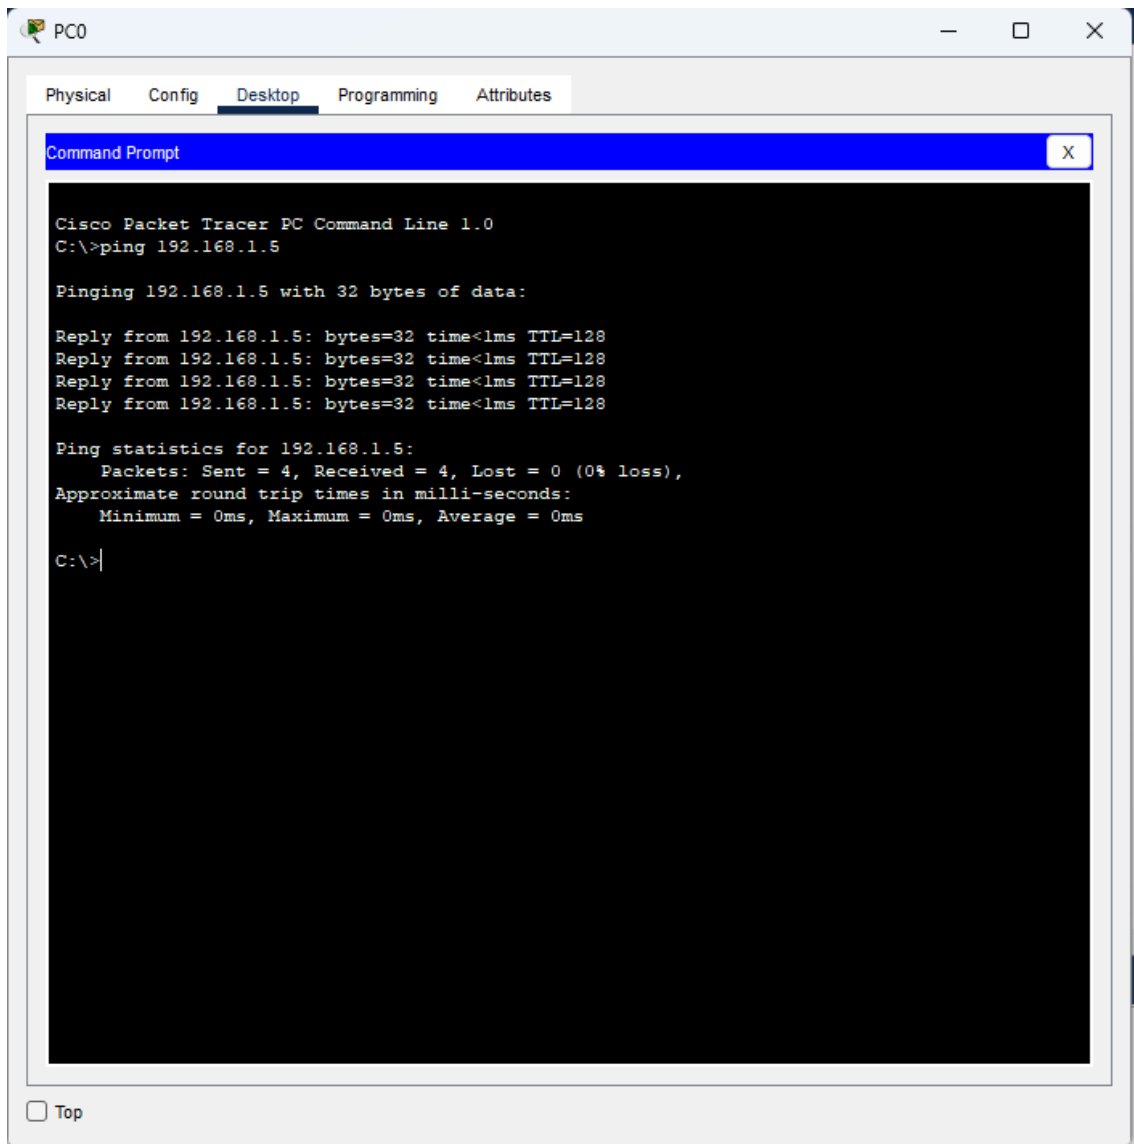 PC0
Physical Config Desktop Programming Attributes
Command Prompt
X
Cisco Packet Tracer PC Command Line 1.0
C:\>ping 192.168.1.5
Pinging 192.168.1.5 with 32 bytes of data:
Reply from 192.168.1.5: bytes=32 time<1ms TTL=128
Reply from 192.168.1.5: bytes=32 time<1ms TTL=128
Reply from 192.168.1.5: bytes=32 time<1ms TTL=128
Reply from 192.168.1.5: bytes=32 time<1ms TTL=128
Ping statistics for 192.168.1.5:
Packets: Sent = 4, Received = 4, Lost = 0 (0% loss),
Approximate round trip times in milli-seconds:
Minimum = 0ms, Maximum = 0ms, Average = 0ms
C:\>
Top